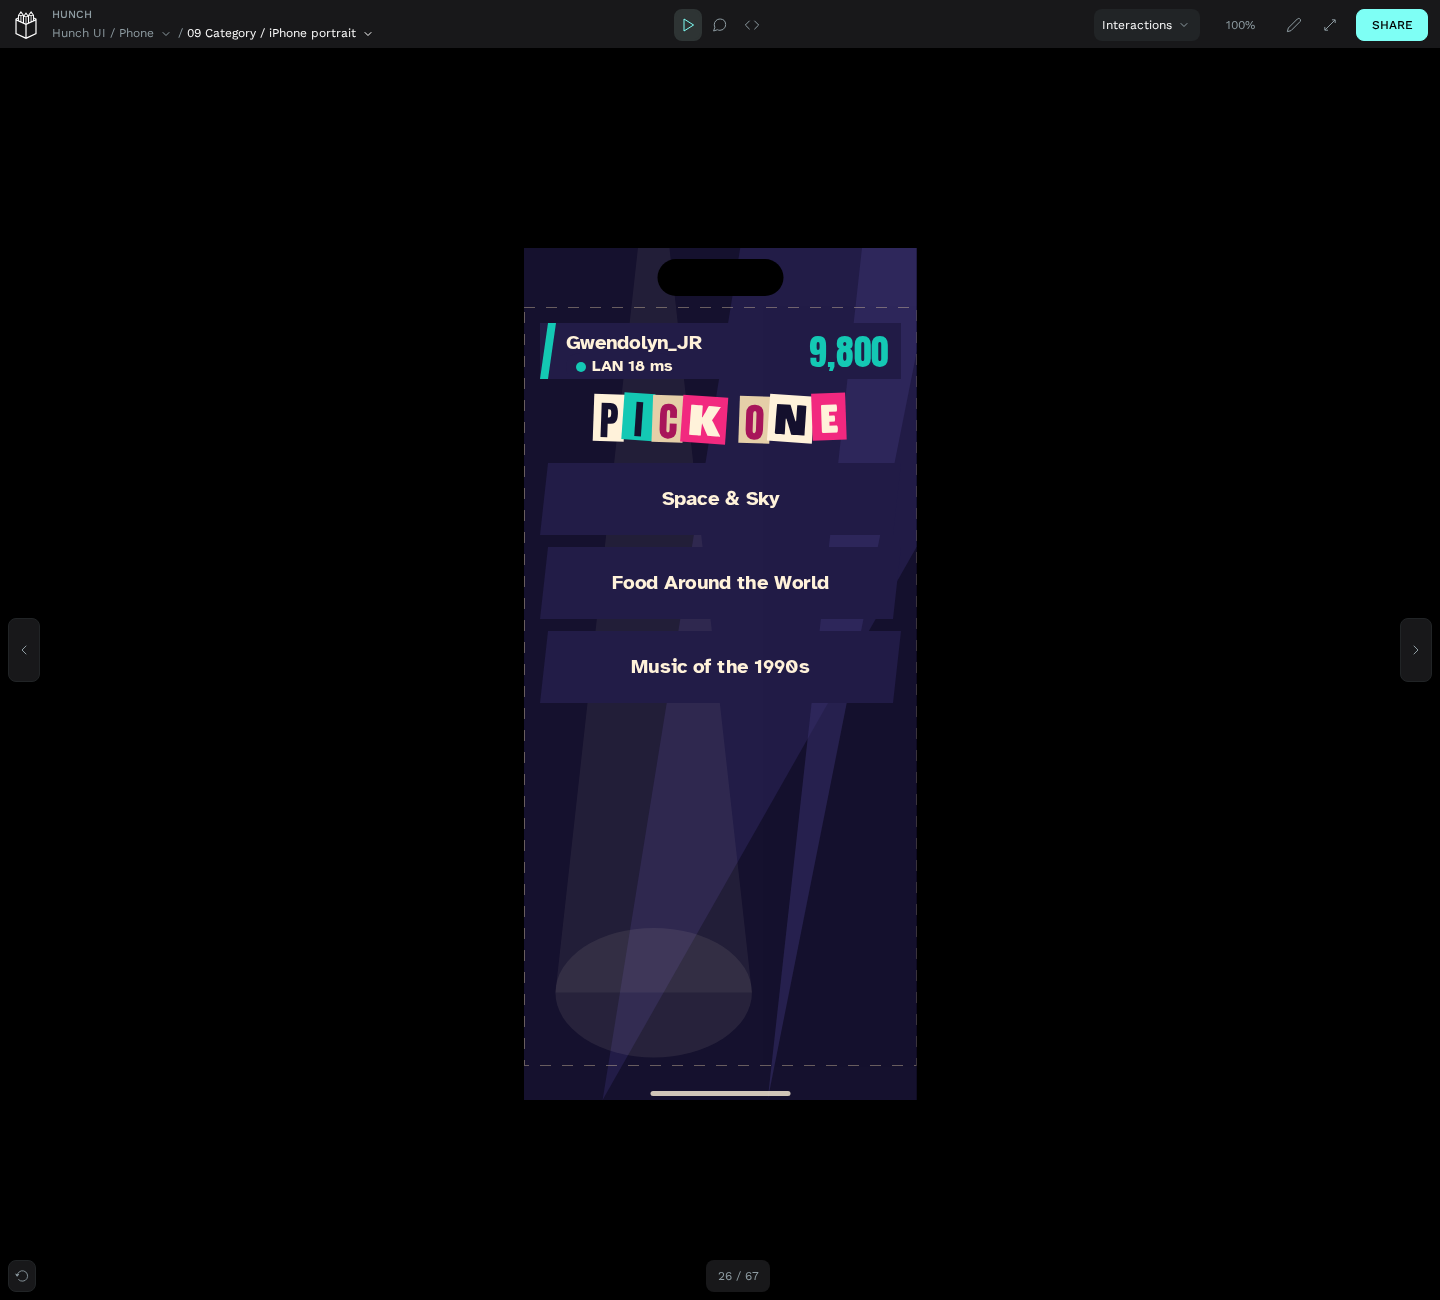 HUNCH
Hunch UI / Phone / 09 Category / iPhone portrait
Interactions
100%
SHARE
Gwendolyn_JR
LAN 18 ms
9,800
PICK ONE
Space & Sky
Food Around the World
Music of the 1990s
26 / 67